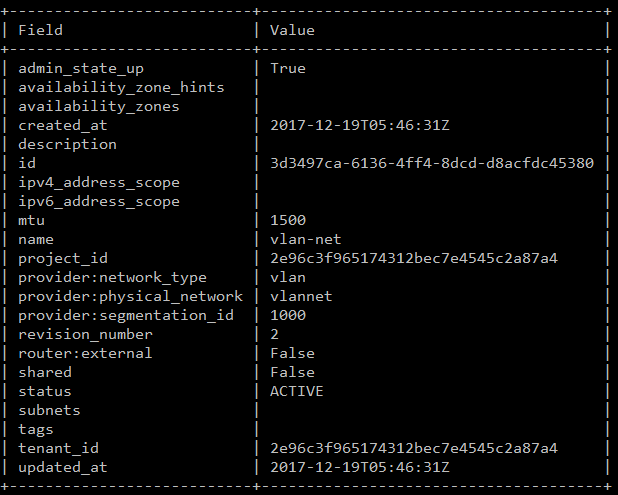 +---------------------------+--------------------------------------+
| Field                     | Value                                |
+---------------------------+--------------------------------------+
| admin_state_up            | True                                 |
| availability_zone_hints   |                                      |
| availability_zones        |                                      |
| created_at                | 2017-12-19T05:46:31Z                 |
| description               |                                      |
| id                        | 3d3497ca-6136-4ff4-8dcd-d8acfdc45380 |
| ipv4_address_scope        |                                      |
| ipv6_address_scope        |                                      |
| mtu                       | 1500                                 |
| name                      | vlan-net                             |
| project_id                | 2e96c3f965174312bec7e4545c2a87a4     |
| provider:network_type     | vlan                                 |
| provider:physical_network | vlannet                              |
| provider:segmentation_id  | 1000                                 |
| revision_number           | 2                                    |
| router:external           | False                                |
| shared                    | False                                |
| status                    | ACTIVE                               |
| subnets                   |                                      |
| tags                      |                                      |
| tenant_id                 | 2e96c3f965174312bec7e4545c2a87a4     |
| updated_at                | 2017-12-19T05:46:31Z                 |
+---------------------------+--------------------------------------+